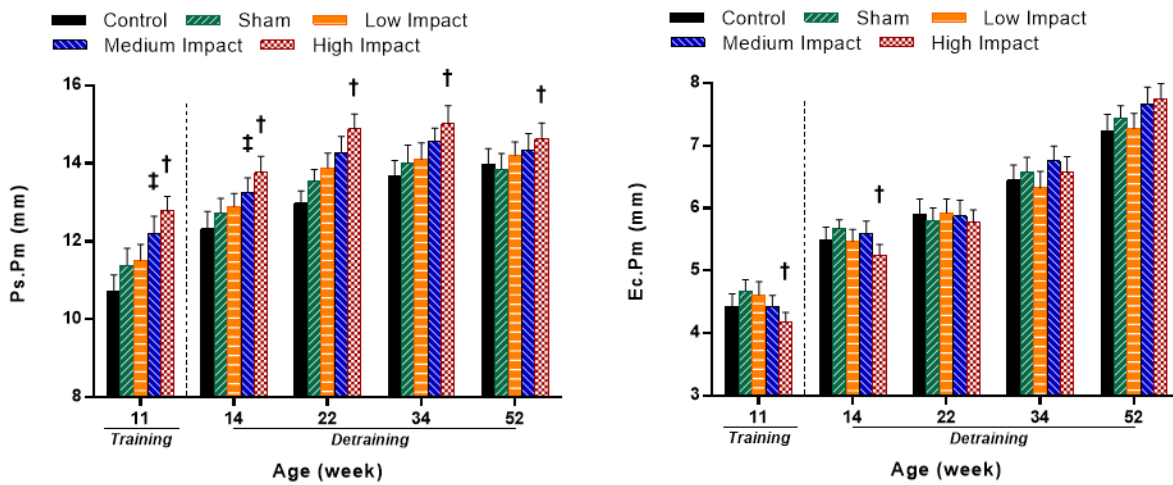 Control Sham Low Impact
Medium Impact High Impact
16
14
12
10
8
Ps.Pm (mm)
‡ † ‡ † † † †
11 14 22 34 52
Training Detraining
Age (week)
Control Sham Low Impact
Medium Impact High Impact
8
7
6
5
4
3
Ec.Pm (mm)
† †
11 14 22 34 52
Training Detraining
Age (week)